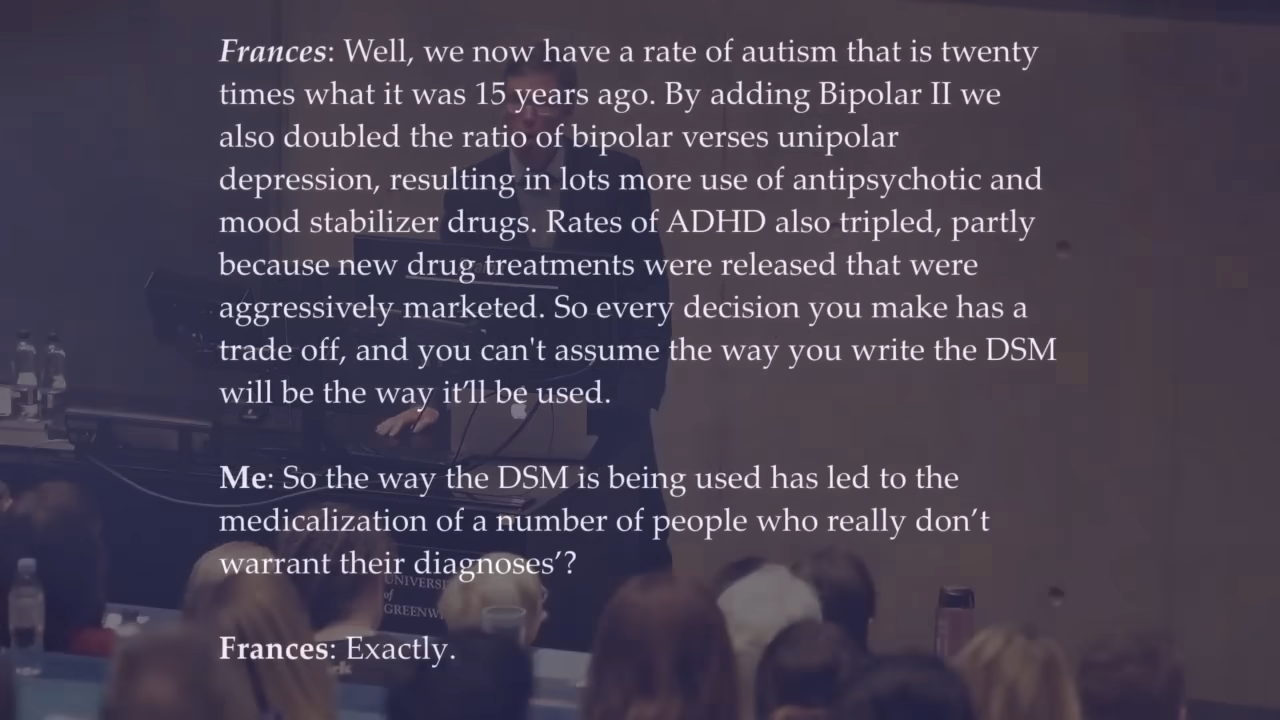 Frances: Well, we now have a rate of autism that is twenty
times what it was 15 years ago. By adding Bipolar II we
also doubled the ratio of bipolar verses unipolar
depression, resulting in lots more use of antipsychotic and
mood stabilizer drugs. Rates of ADHD also tripled, partly
because new drug treatments were released that were
aggressively marketed. So every decision you make has a
trade off, and you can't assume the way you write the DSM
will be the way it’ll be used.
Me: So the way the DSM is being used has led to the
medicalization of a number of people who really don’t
warrant their diagnoses’?
UNIVERSI
of
GREENW
Frances: Exactly.